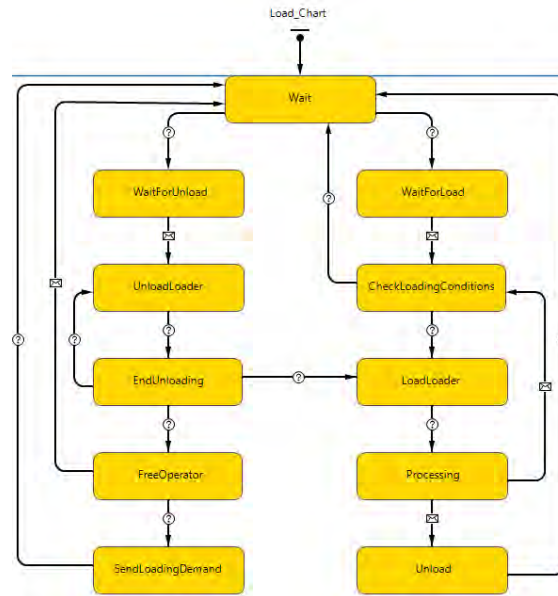 Load_Chart
Wait
WaitForUnload
WaitForLoad
UnloadLoader
CheckLoadingConditions
EndUnloading
LoadLoader
FreeOperator
Processing
SendLoadingDemand
Unload